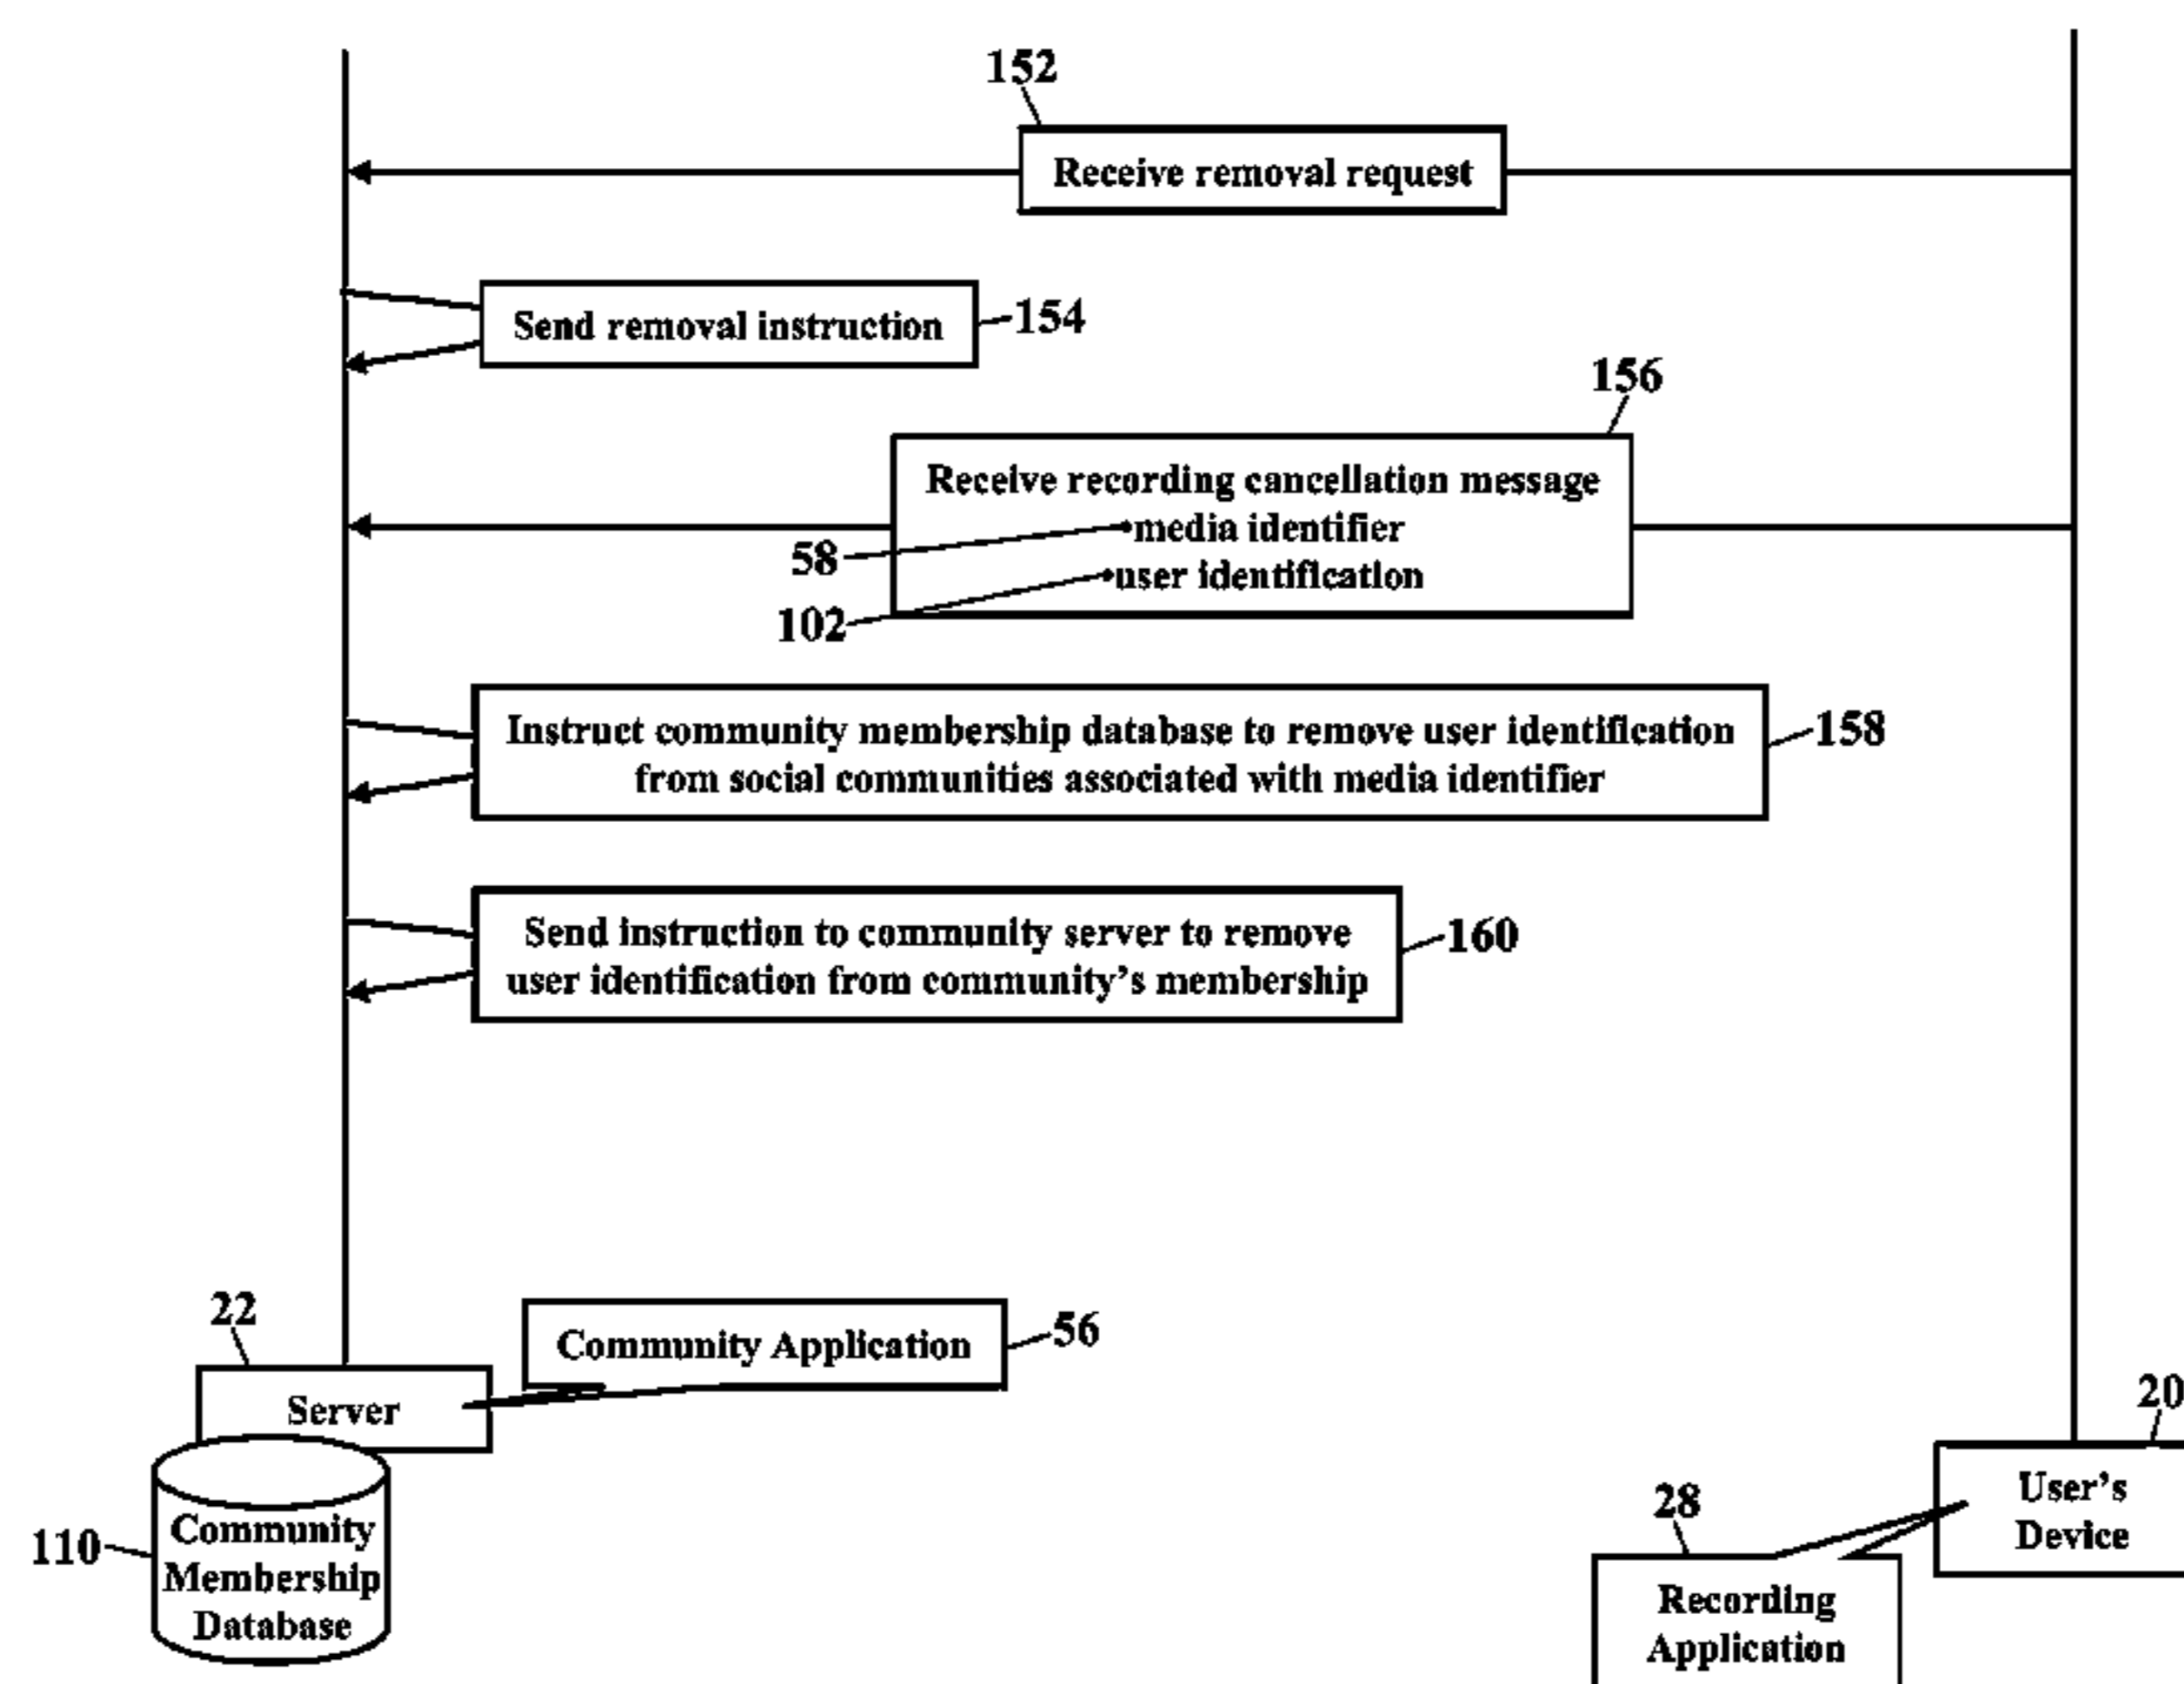 152
Receive removal request
Send removal instruction
154
156
Receive recording cancellation message
•media identifier
58
•user identification
102
Instruct community membership database to remove user identification
from social communities associated with media identifier
158
Send instruction to community server to remove
user identification from community’s membership
160
22
Community Application
56
Server
20
User’s
Device
28
110
Community
Membership
Database
Recording
Application